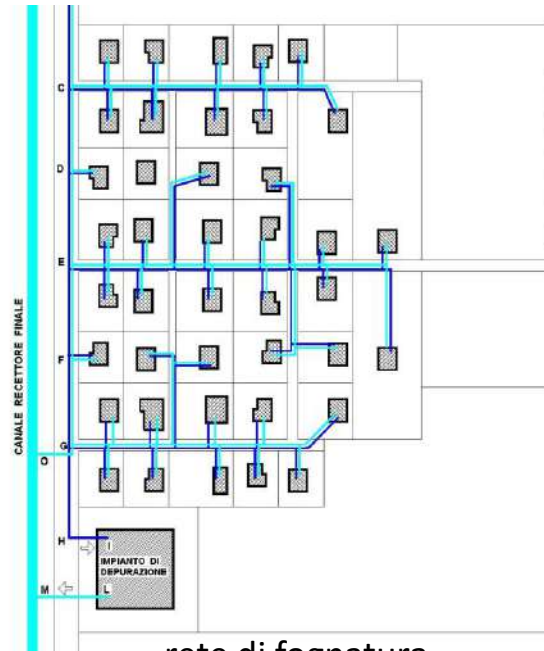 C
D
E
CANALE RECETTORE FINALE
F
G
O
H
I
IMPIANTO DI
DEPURAZIONE
M
L
rete di fognatura